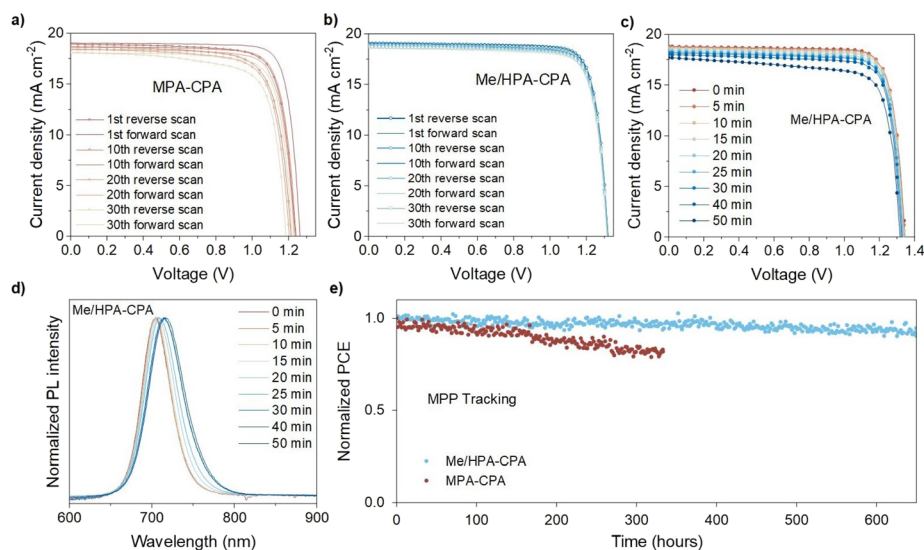 a)
20
15
10
5
0
0.0
0.2
0.4
0.6
0.8
1.0
1.2
Current density (mA cm⁻²)
Voltage (V)
MPA-CPA
1st reverse scan
1st forward scan
10th reverse scan
10th forward scan
20th reverse scan
20th forward scan
30th reverse scan
30th forward scan
b)
20
15
10
5
0
0.0
0.2
0.4
0.6
0.8
1.0
1.2
Current density (mA cm⁻²)
Voltage (V)
Me/HPA-CPA
1st reverse scan
1st forward scan
10th reverse scan
10th forward scan
20th reverse scan
20th forward scan
30th reverse scan
30th forward scan
c)
20
15
10
5
0
0.0
0.2
0.4
0.6
0.8
1.0
1.2
1.4
Current density (mA cm⁻²)
Voltage (V)
Me/HPA-CPA
0 min
5 min
10 min
15 min
20 min
25 min
30 min
40 min
50 min
d)
Me/HPA-CPA
0 min
5 min
10 min
15 min
20 min
25 min
30 min
40 min
50 min
Normalized PL intensity
600
700
800
900
Wavelength (nm)
e)
1.0
0.5
0.0
Normalized PCE
MPP Tracking
Me/HPA-CPA
MPA-CPA
0
100
200
300
400
500
600
Time (hours)